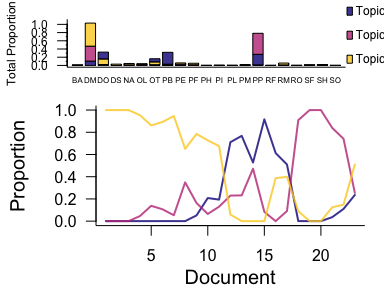 Total Proportion
1.0
0.8
0.6
0.4
0.2
0.0
BA DM DO DS NA OL OT PB PE PF PH PI PL PM PP RF RM RO SF SH SO
Topic
Topic
Topic
Proportion
1.0
0.8
0.6
0.4
0.2
0.0
5 10 15 20
Document